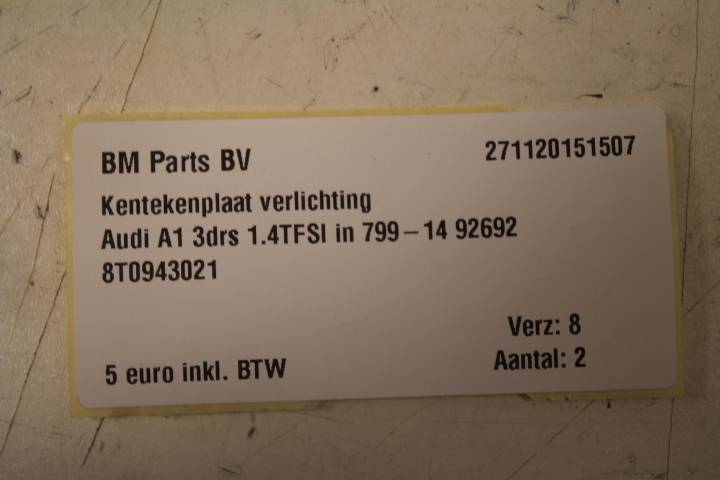 BM Parts BV 271120151507
Kentekenplaat verlichting
Audi A1 3drs 1.4TFSI in 799-14 92692
8T0943021
Verz: 8
5 euro inkl. BTW Aantal: 2